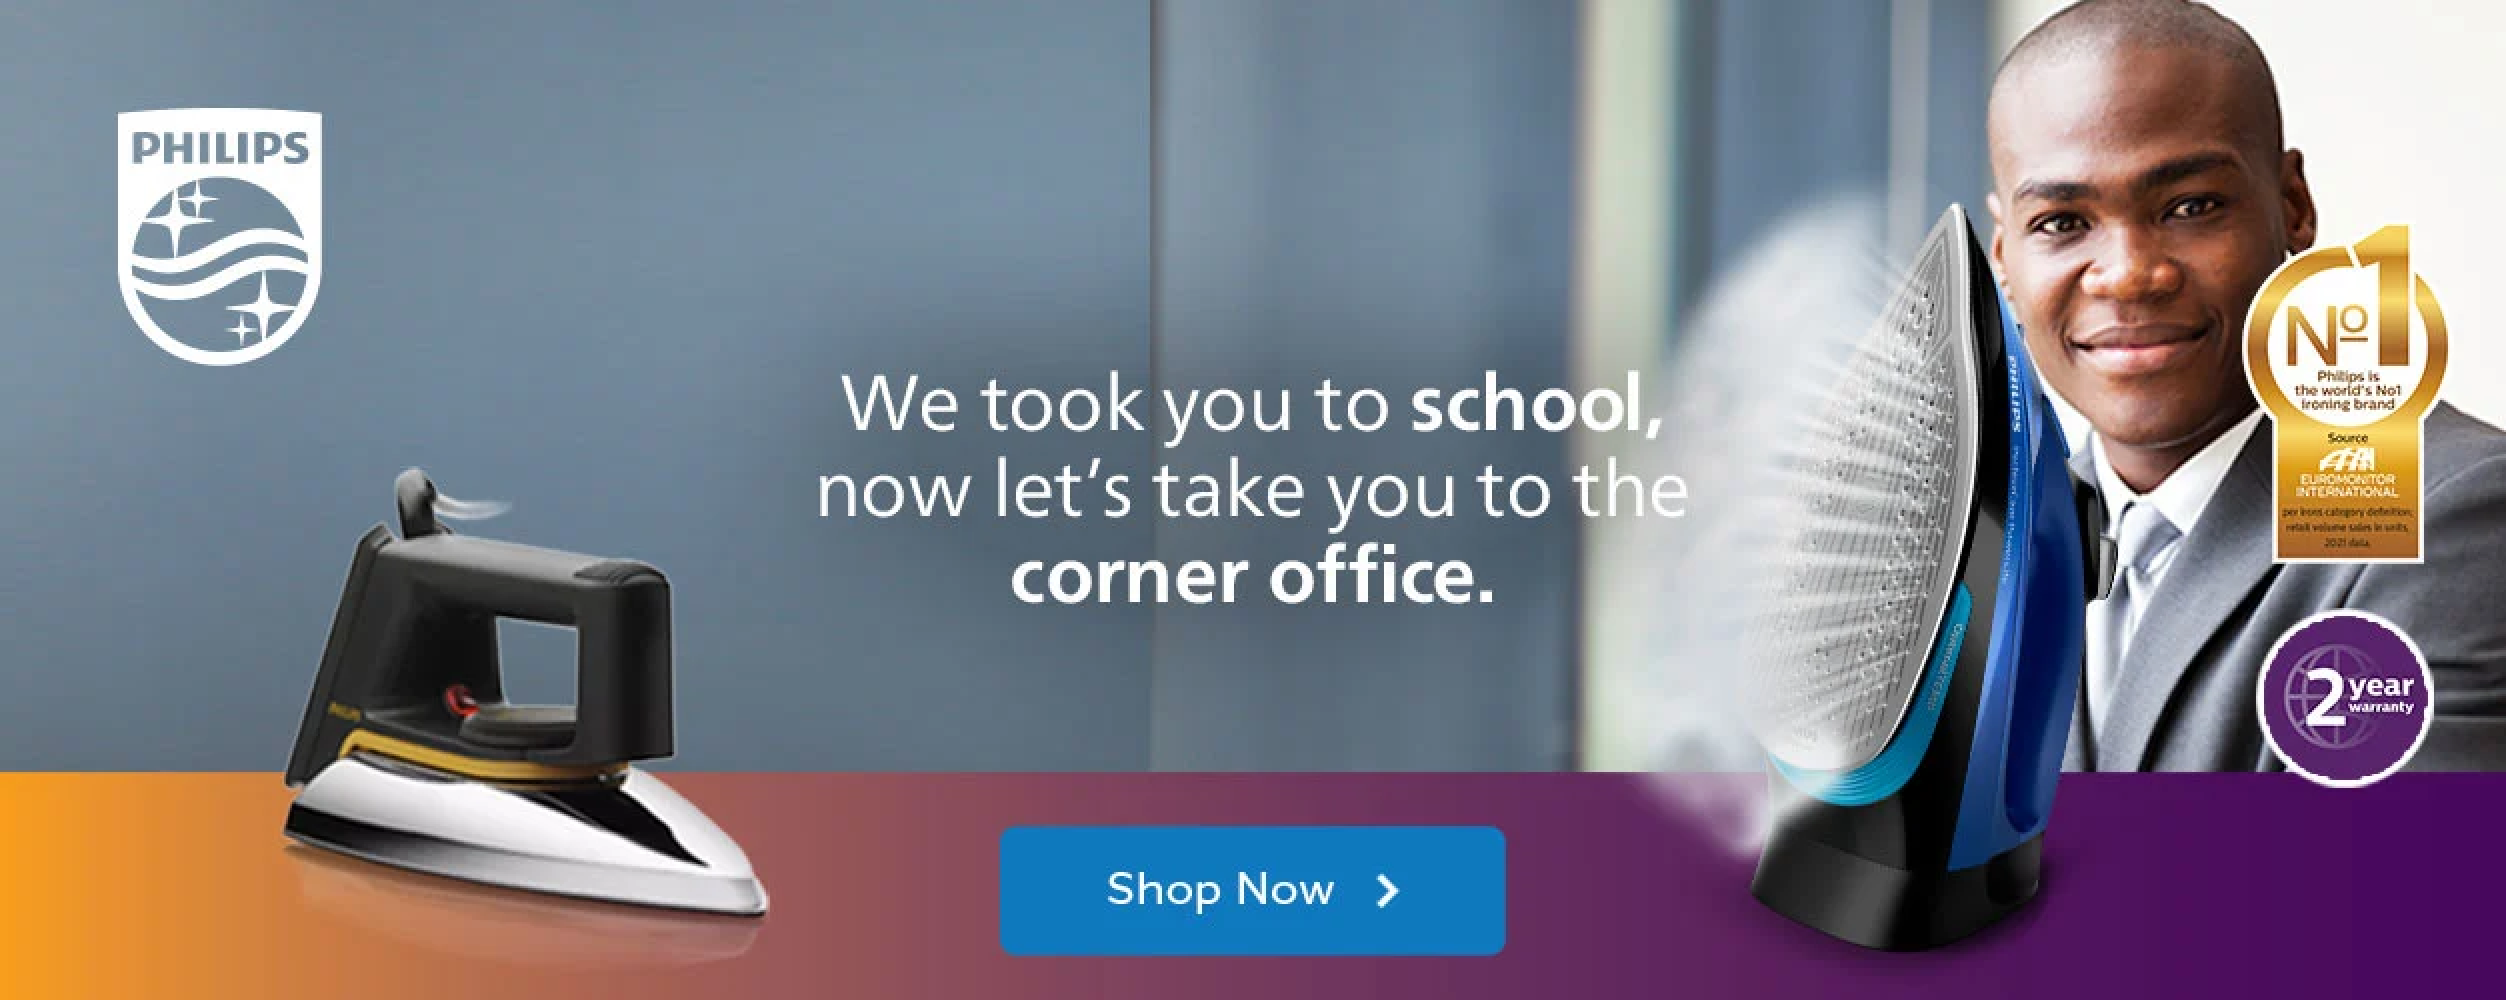 PHILIPS
We took you to school,
now let's take you to the
corner office.
Shop Now
PHILIPS
Nº1
Philips is
the world's No1
ironing brand
Source
EUROMONITOR
INTERNATIONAL
per irons category definition;
retail volume sales in units,
2021 data.
2 year
warranty